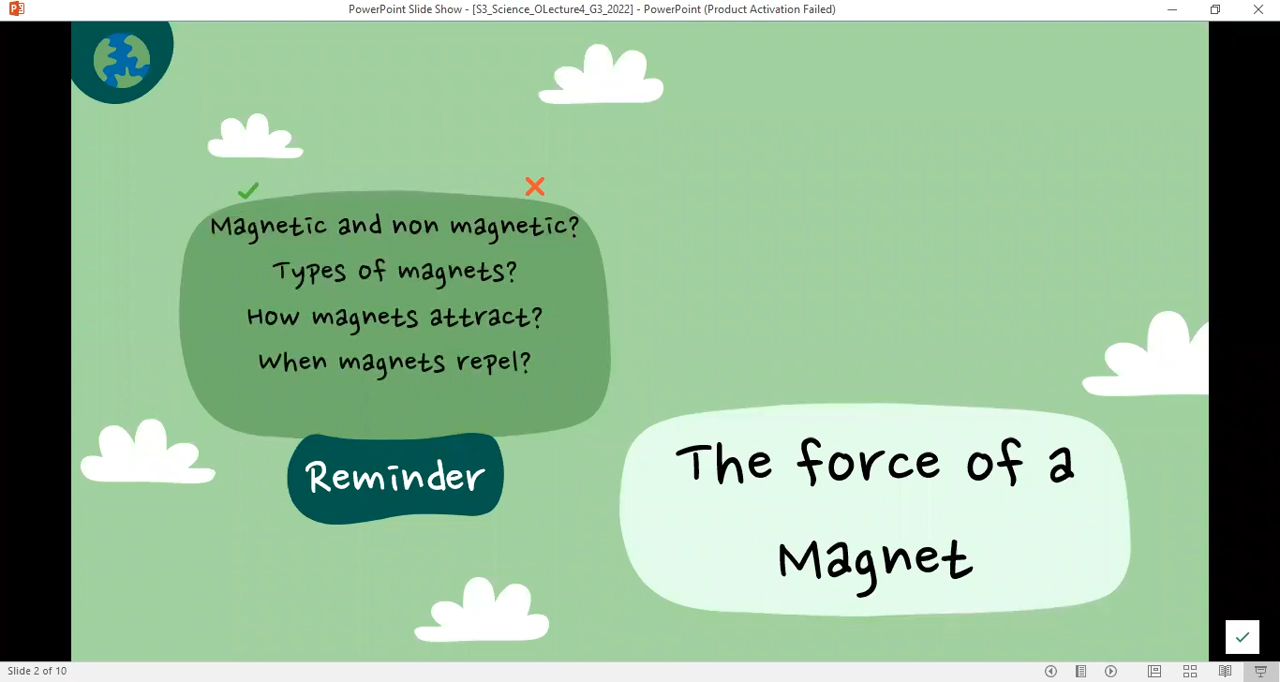 PowerPoint Slide Show - [S3_Science_OLecture4_G3_2022] - PowerPoint (Product Activation Failed)
Magnetic and non magnetic?
Types of magnets?
How magnets attract?
When magnets repel?
Reminder
The force of a
Magnet
Slide 2 of 10